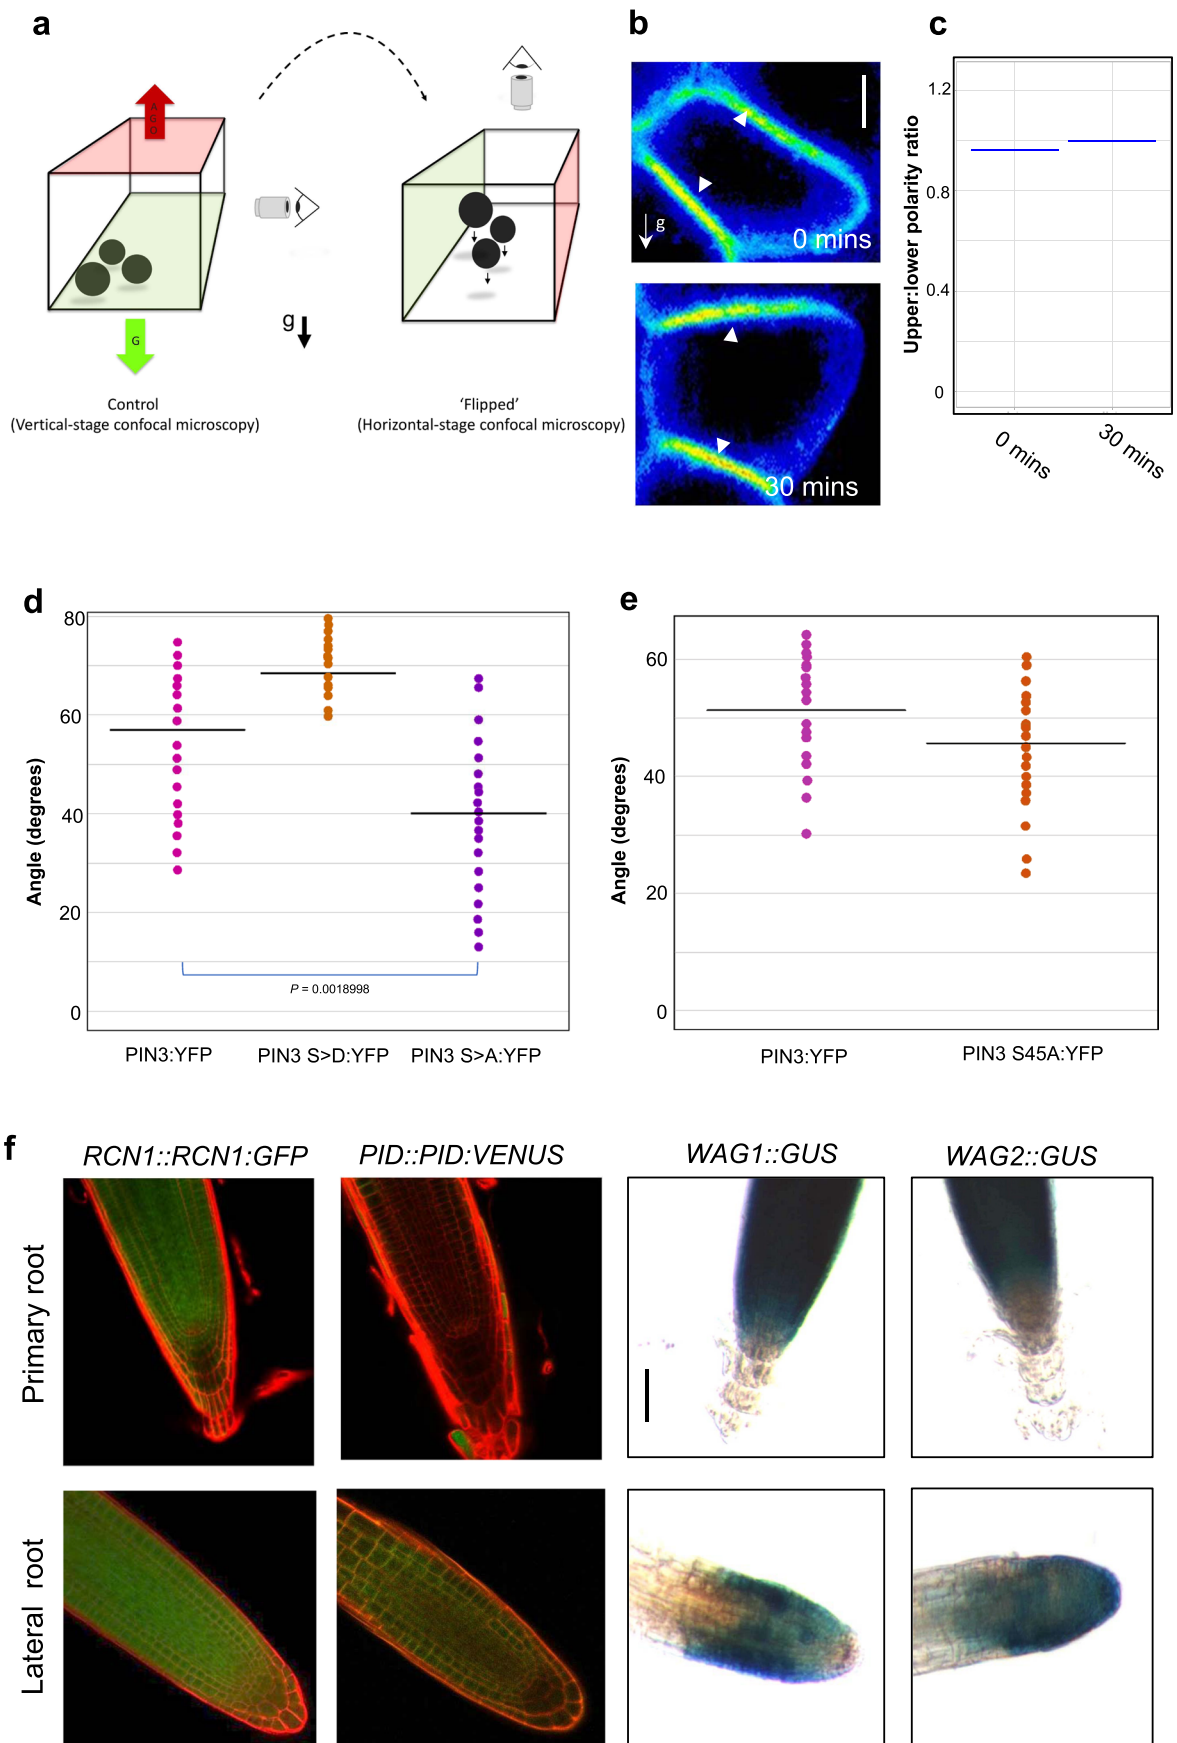 a
AGO
G
g
Control
(Vertical-stage confocal microscopy)
'Flipped'
(Horizontal-stage confocal microscopy)
b
g
0 mins
30 mins
c
Upper:lower polarity ratio
1.2
0.8
0.4
0
0 mins
30 mins
d
Angle (degrees)
80
60
40
20
0
P = 0.0018998
PIN3:YFP
PIN3 S>D:YFP
PIN3 S>A:YFP
e
Angle (degrees)
60
40
20
0
PIN3:YFP
PIN3 S45A:YFP
f
RCN1::RCN1:GFP
PID::PID:VENUS
WAG1::GUS
WAG2::GUS
Primary root
Lateral root